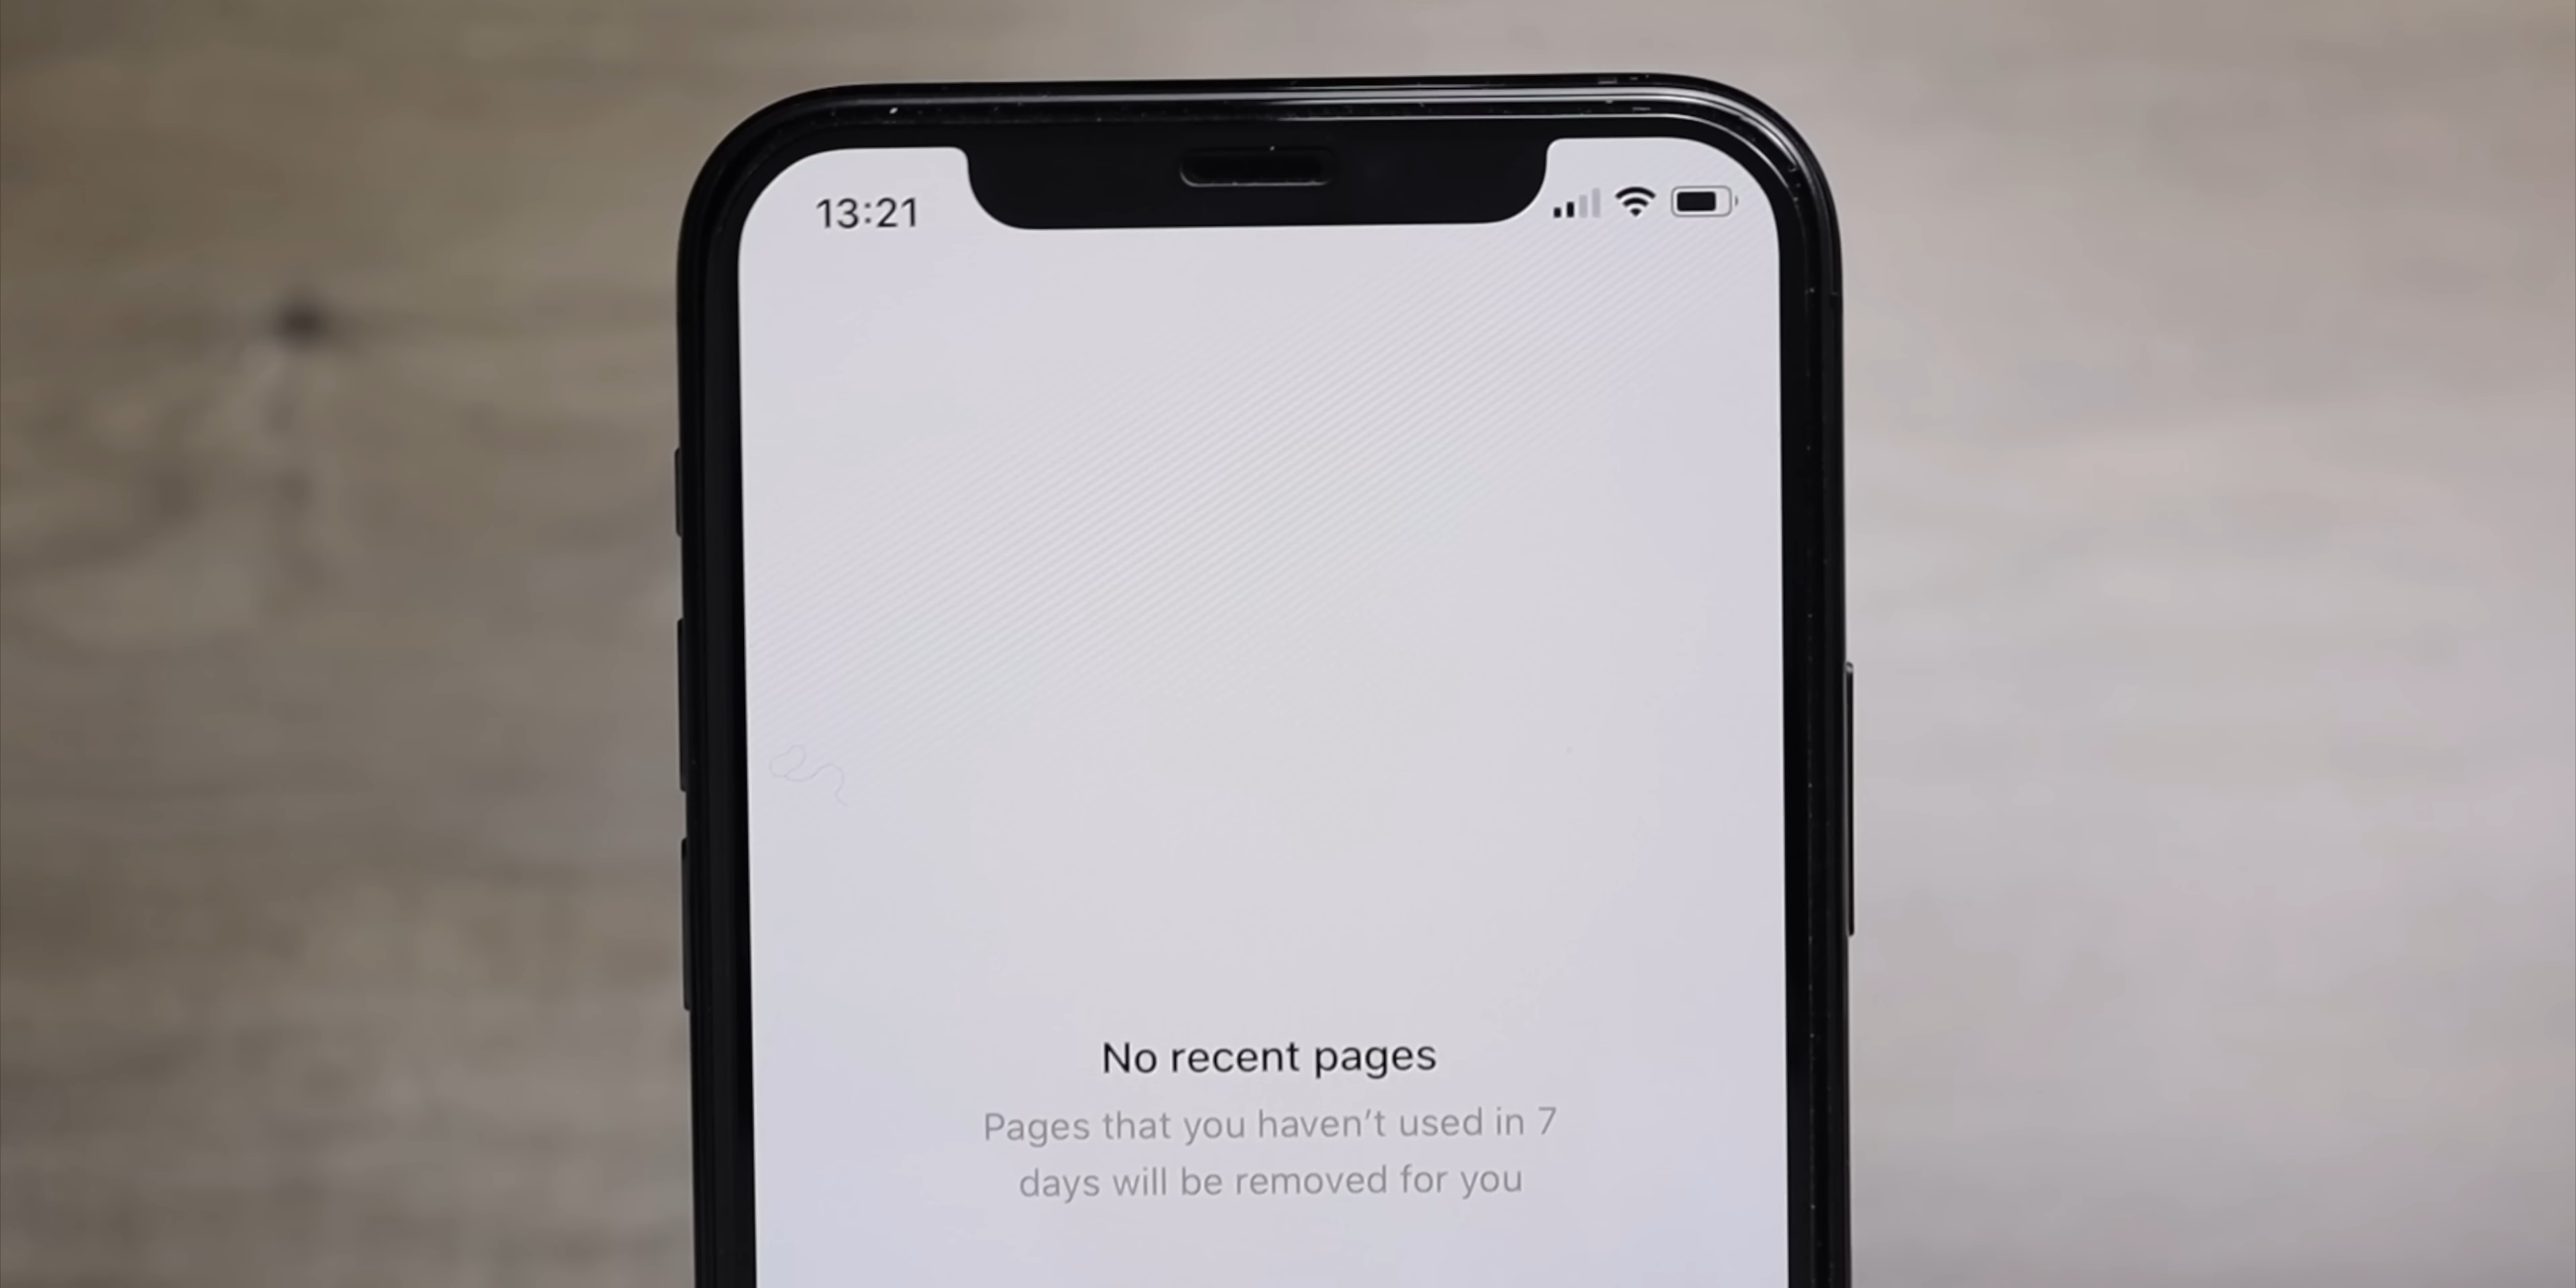 13:21
No recent pages
Pages that you haven't used in 7
days will be removed for you